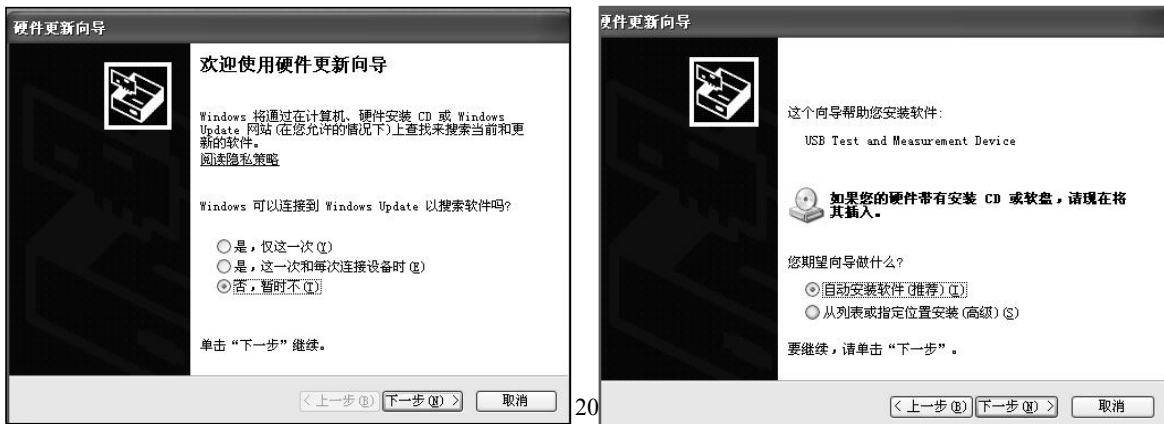 硬件更新向导
欢迎使用硬件更新向导
Windows 将通过在计算机、硬件安装 CD 或 Windows
Update 网站(在您允许的情况下)上查找来搜索当前和更
新的软件。
阅读隐私策略
Windows 可以连接到 Windows Update 以搜索软件吗?
是，仅这一次(Y)
是，这一次和每次连接设备时(E)
否，暂时不(T)
单击“下一步”继续。
< 上一步(B)
下一步(N) >
取消
20
硬件更新向导
这个向导帮助您安装软件:
USB Test and Measurement Device
如果您的硬件带有安装 CD 或软盘，请现在将
其插入。
您期望向导做什么?
自动安装软件(推荐)(I)
从列表或指定位置安装(高级)(S)
要继续，请单击“下一步”。
< 上一步(B)
下一步(N) >
取消